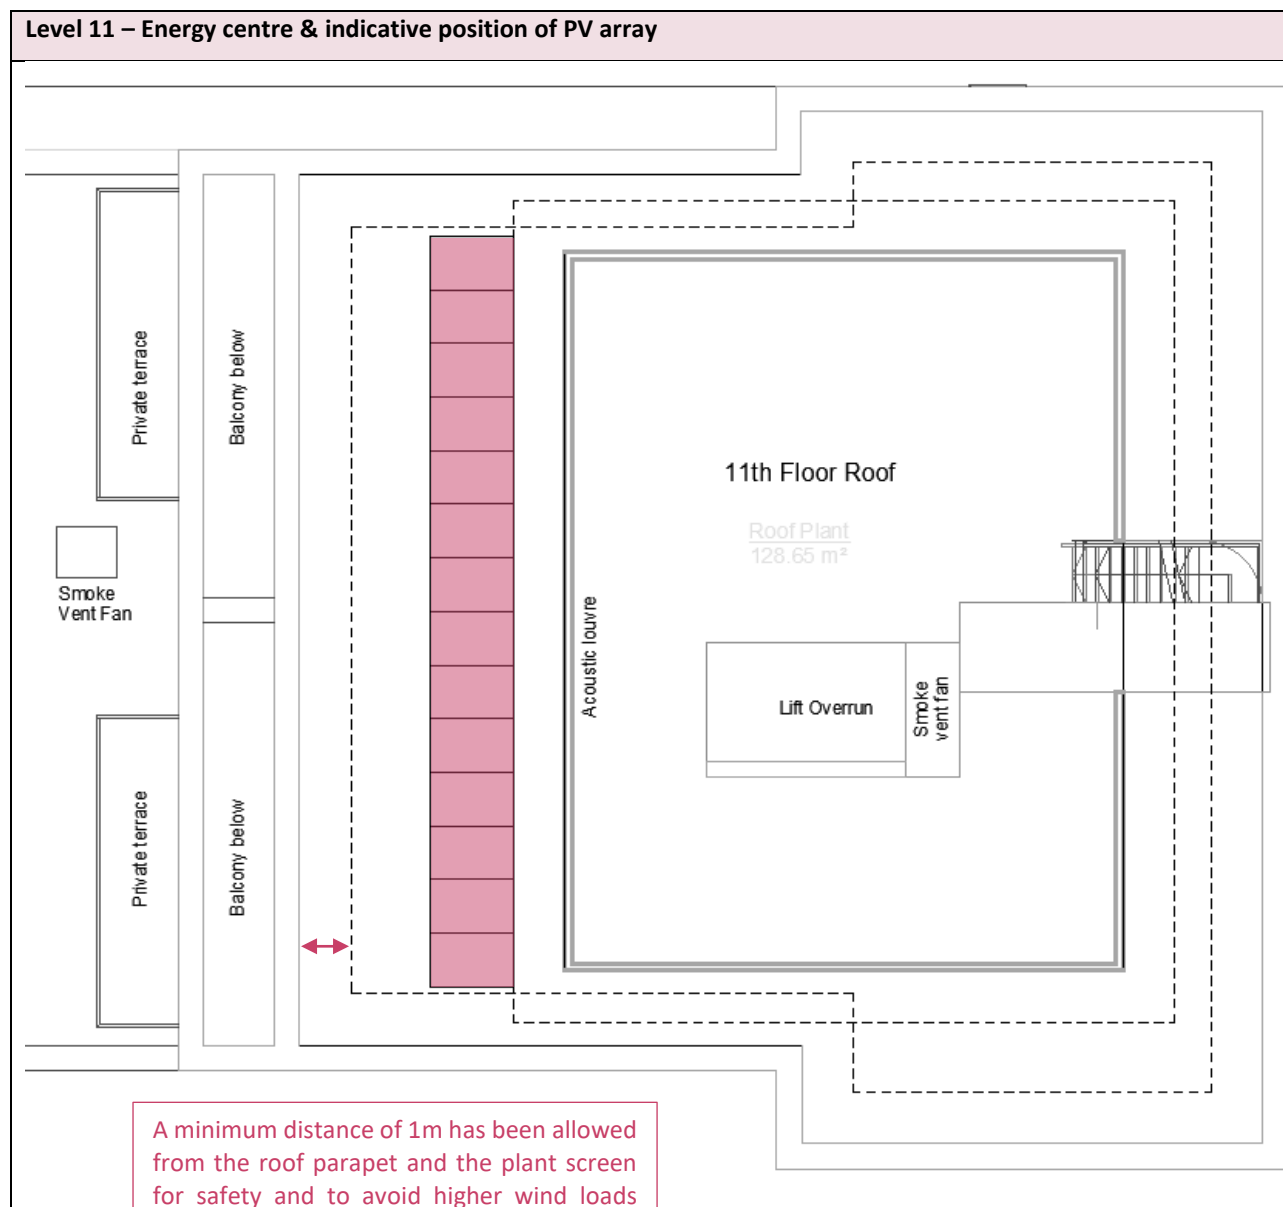 Level 11 – Energy centre & indicative position of PV array
Private terrace
Balcony below
11th Floor Roof
Roof Plant
128.65 m²
Smoke
Vent Fan
Acoustic louvre
Lift Overrun
Smoke
vent fan
Private terrace
Balcony below
A minimum distance of 1m has been allowed
from the roof parapet and the plant screen
for safety and to avoid higher wind loads